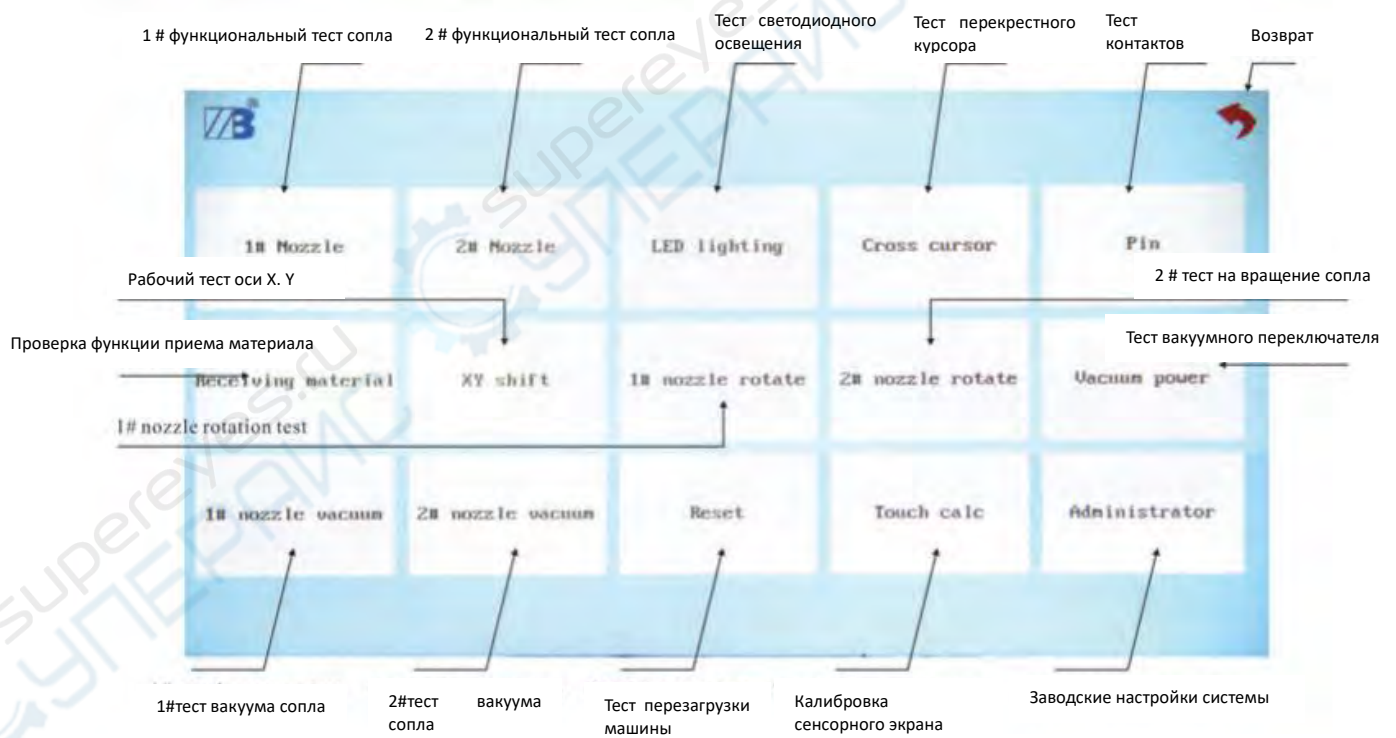 1 # функциональный тест сопла
2 # функциональный тест сопла
Тест светодиодного
освещения
Тест перекрестного
курсора
Тест
контактов
Возврат
1# Nozzle
2# Nozzle
LED lighting
Cross cursor
Pin
Рабочий тест оси X. Y
2 # тест на вращение сопла
Проверка функции приема материала
Тест вакуумного переключателя
Receiving material
XY shift
1# nozzle rotate
2# nozzle rotate
Vacuum power
1# nozzle rotation test
1# nozzle vacuum
2# nozzle vacuum
Reset
Touch calc
Administrator
1#тест вакуума сопла
2#тест вакуума
сопла
Тест перезагрузки
машины
Калибровка
сенсорного экрана
Заводские настройки системы
supereyes.ru
СУПЕРАЙС